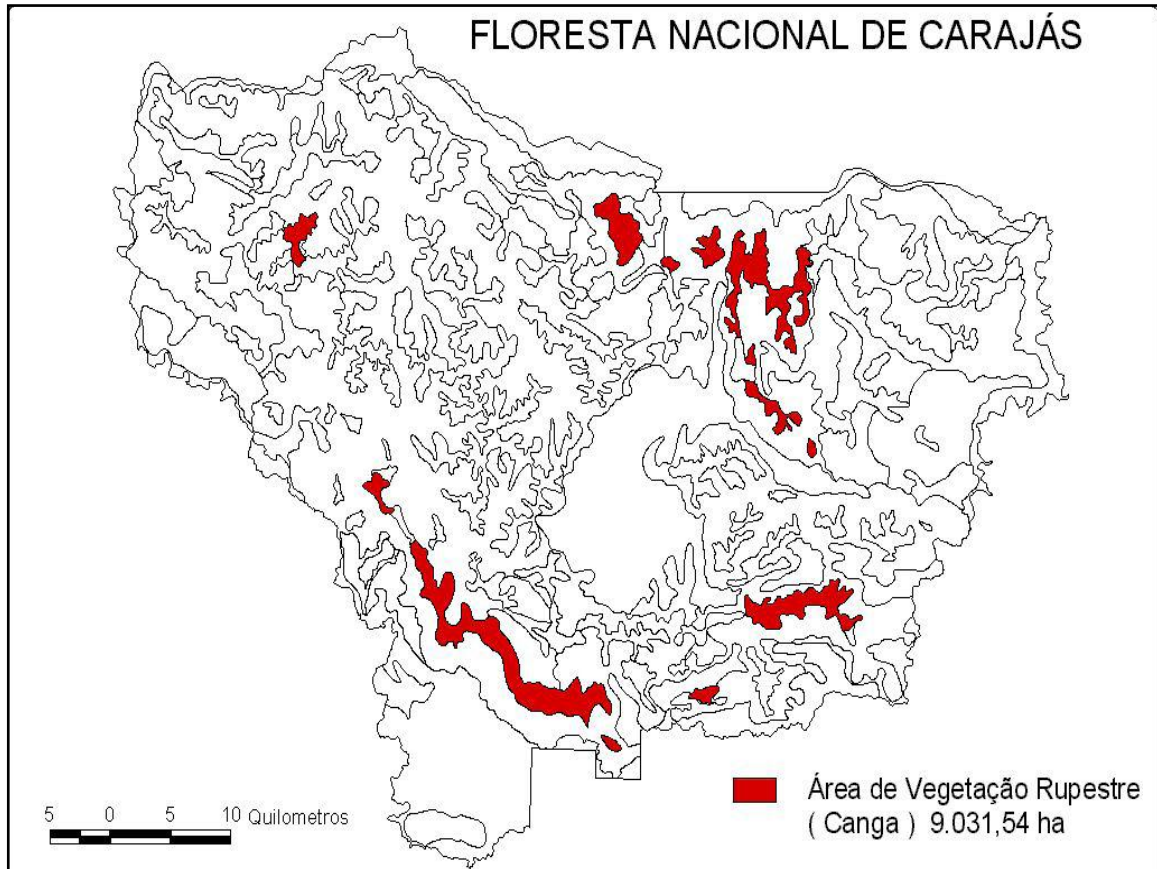 FLORESTA NACIONAL DE CARAJÁS
Área de Vegetação Rupestre
( Canga ) 9.031,54 ha
5 0 5 10 Quilometros